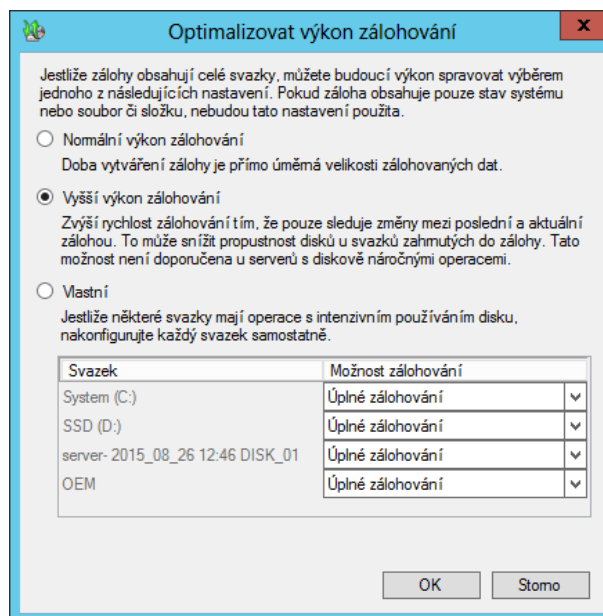 Optimalizovat výkon zálohování
x
Jestliže zálohy obsahují celé svazky, můžete budoucí výkon spravovat výběrem
jednoho z následujících nastavení. Pokud záloha obsahuje pouze stav systému
nebo soubor či složku, nebudou tato nastavení použita.
Normální výkon zálohování
Doba vytváření zálohy je přímo úměrná velikosti zálohovaných dat.
Vyšší výkon zálohování
Zvýší rychlost zálohování tím, že pouze sleduje změny mezi poslední a aktuální
zálohou. To může snížit propustnost disků u svazků zahrnutých do zálohy. Tato
možnost není doporučena u serverů s diskově náročnými operacemi.
Vlastní
Jestliže některé svazky mají operace s intenzivním používáním disku,
nakonfigurujte každý svazek samostatně.
Svazek Možnost zálohování
System (C:) Úplné zálohování
SSD (D:) Úplné zálohování
server- 2015_08_26 12:46 DISK_01 Úplné zálohování
OEM Úplné zálohování
OK Storno